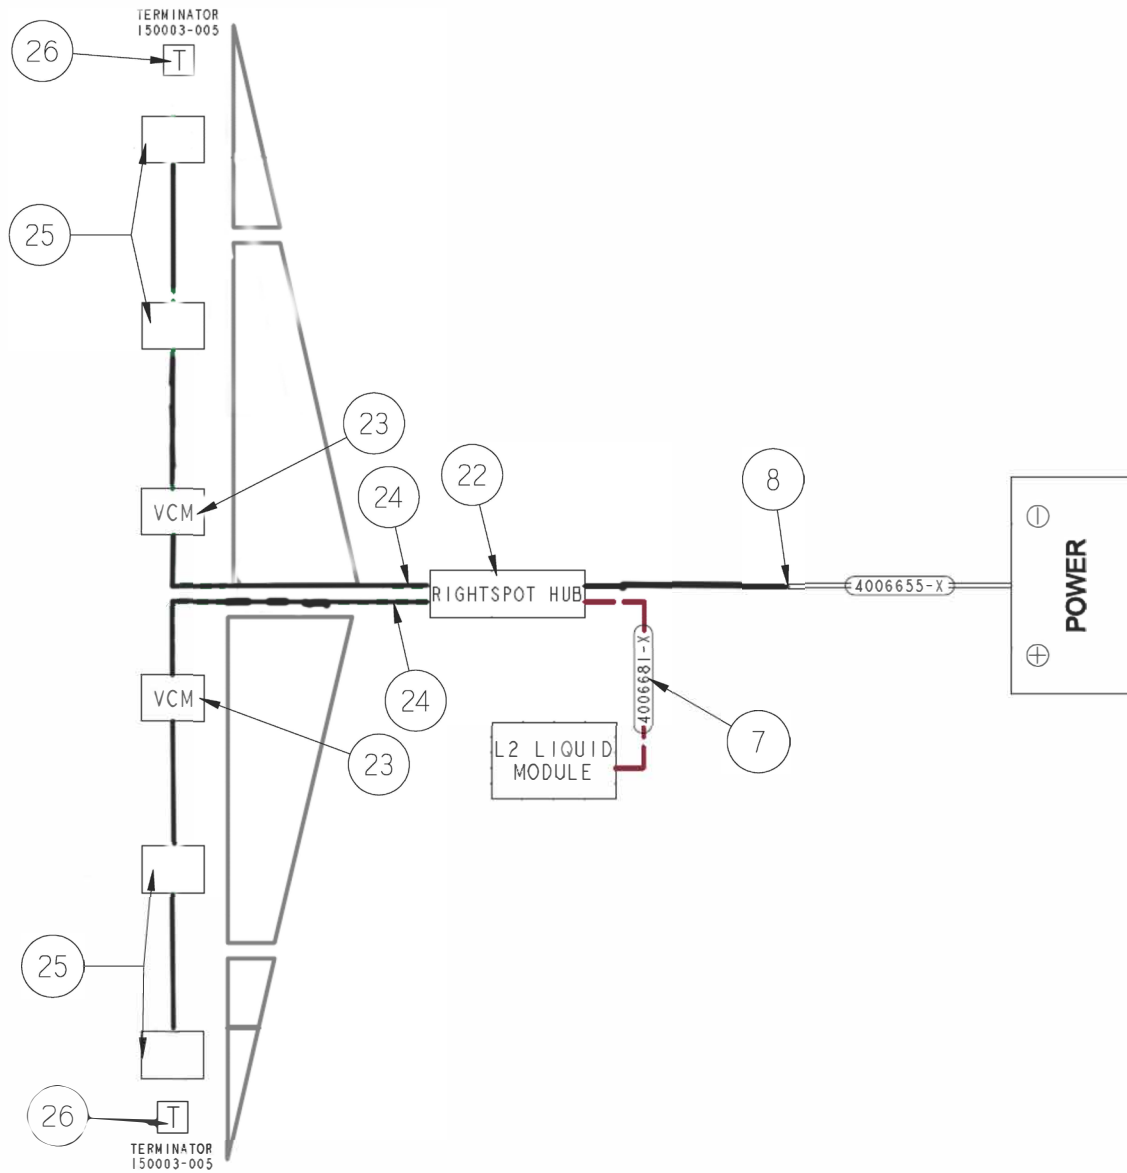 TERMINATOR
150003-005
26
T
25
23
VCM
24
22
8
RIGHTSPOT HUB
4006655-X
POWER
4006681-X
VCM
24
23
7
L2 LIQUID
MODULE
25
26
T
TERMINATOR
150003-005